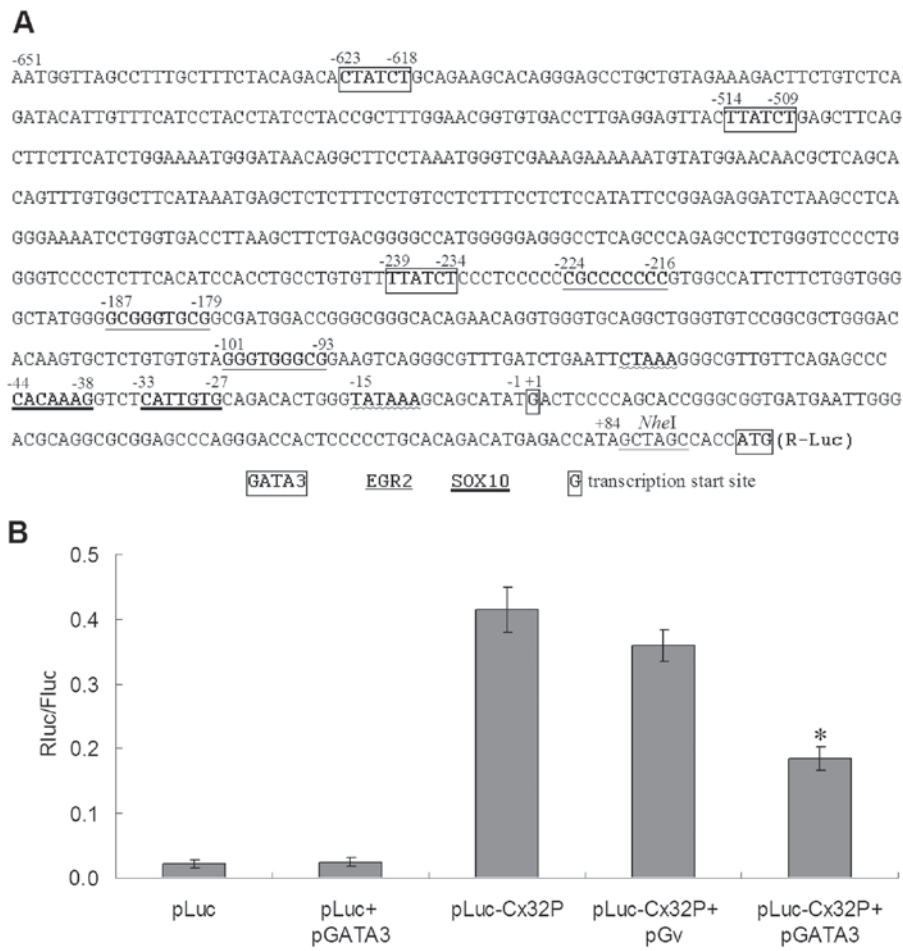 A
-651
-623 -618
AATGGTTAGCCTTTGCTTTCTACAGACACTATCTGCAGAAGCACAGGGAGCCTGCTGTAGAAAGACTTCTGTCTCA
-514 -509
GATACATTGTTTCATCCTACCTATCCTACCGCTTTGGAACGGTGTGACCTTGAGGAGTTACTTATCTGAGCTTCAG
CTTCTTCATCTGGAAAATGGGATAACAGGCTTCCTAAATGGGTCGAAAGAAAAAATGTATGGAACAACGCTCAGCA
CAGTTTGTGGCTTCATAAATGAGCTCTCTTTCCTGTCCTCTTTCCTCTCCATATTCCGGAGAGGATCTAAGCCTCA
GGGAAAATCCTGGTGACCTTAAGCTTCTGACGGGGCCATGGGGGAGGGCCTCAGCCCAGAGCCTCTGGGTCCCCTG
-239 -234 -224 -216
GGGTCCCCTCTTCACATCCACCTGCCTGTGTTTTATCTCCCTCCCCCCGCCCCCCCGTGGCCATTCTTCTGGTGGG
-187 -179
GCTATGGGGCGGGTGCGGCGATGGACCGGGCGGGCACAGAACAGGTGGGTGCAGGCTGGGTGTCCGGCGCTGGGAC
-101 -93
ACAAGTGCTCTGTGTGTAGGGTGGGCGGAAGTCAGGGCGTTTGATCTGAATTCTAAAGGGCGTTGTTCAGAGCCC
-44 -38 -33 -27 -15 -1 +1
CACAAAGGTCTCATTGTGCAGACACTGGGTATAAAAGCAGCATATGACTCCCCAGCACCGGGCGGTGATGAATTGGG
+84 NheI
ACGCAGGCGCGGAGCCCAGGGACCACTCCCCCTGCACAGACATGAGACCATAGCTAGCCACCATG(R-Luc)
GATA3 EGR2 SOX10 G transcription start site
B
0.5
0.4
0.3
0.2
0.1
0.0
Rluc/Fluc
*
pLuc
pLuc+
pGATA3
pLuc-Cx32P
pLuc-Cx32P+
pGv
pLuc-Cx32P+
pGATA3